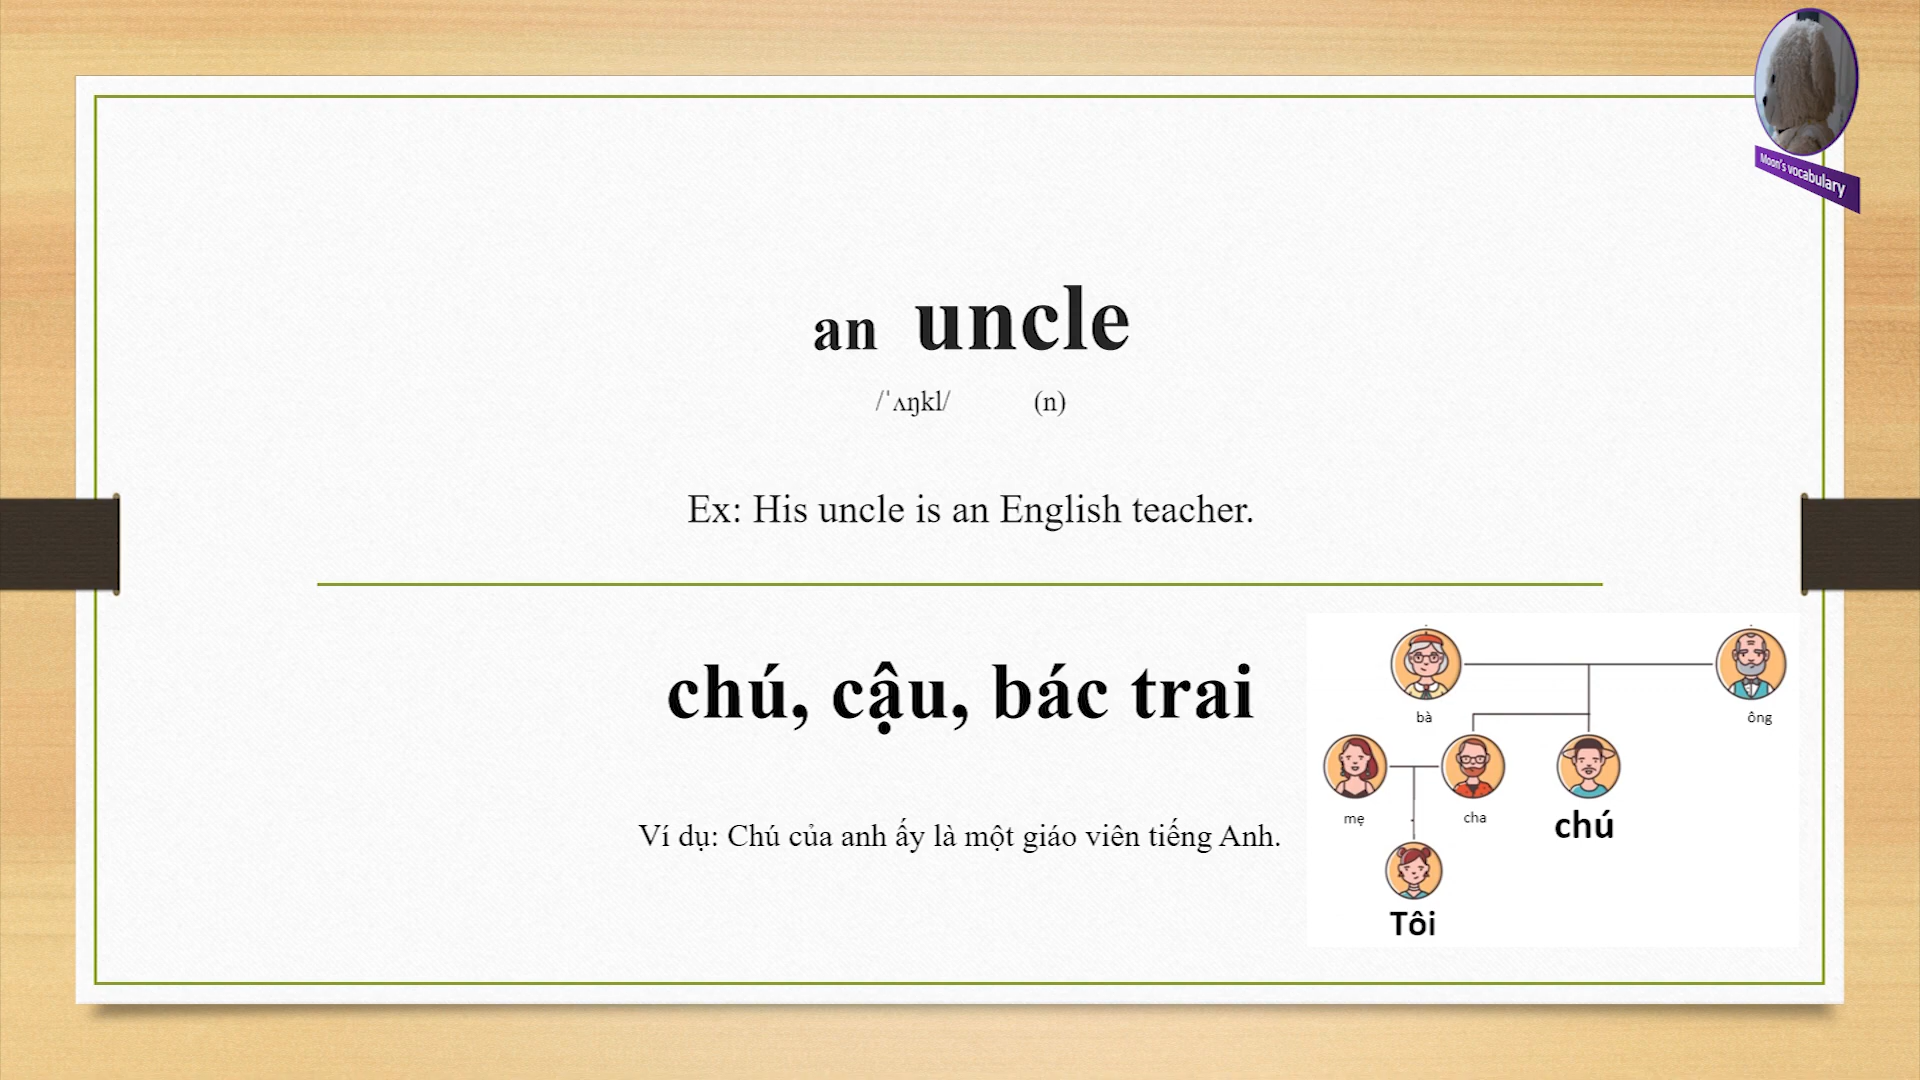 Moon's vocabulary
an uncle
/ˈʌŋkl/ (n)
Ex: His uncle is an English teacher.
chú, cậu, bác trai
Ví dụ: Chú của anh ấy là một giáo viên tiếng Anh.
bà ông
mẹ cha chú
Tôi